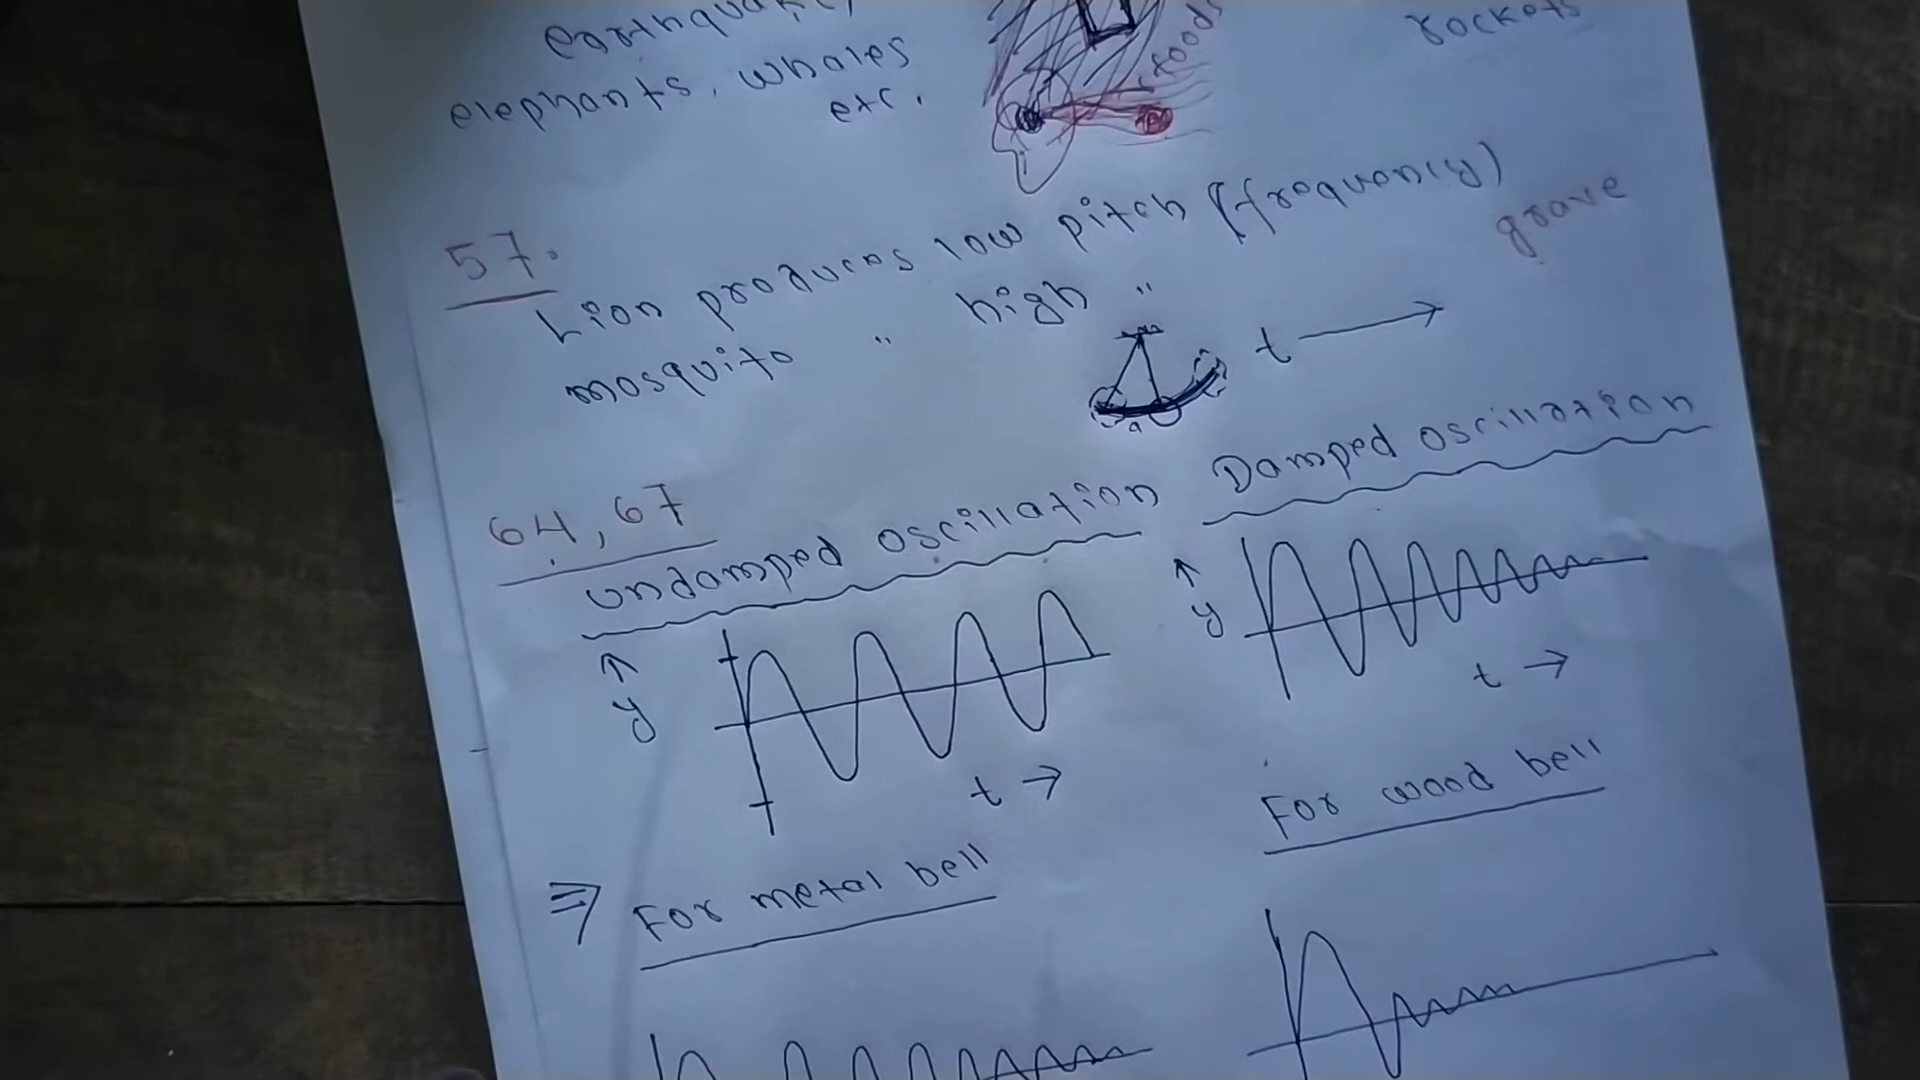 earthquake,
elephants, whales
etc.
(food)
rockets
57.
Lion produces low pitch (frequency)
grave
mosquito " high "
t
64, 67
undamped oscillation
Damped oscillation
y
t
y
t
⇒ For metal bell
For wood bell